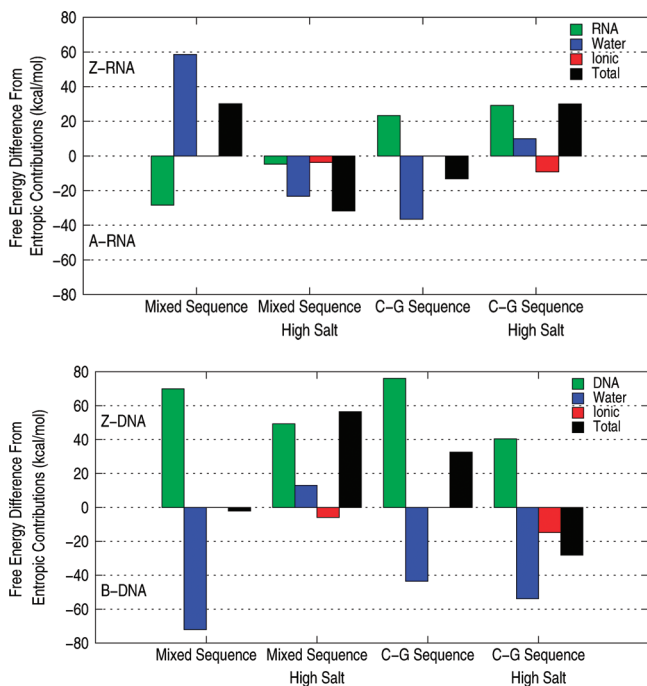 Free Energy Difference From
Entropic Contributions (kcal/mol)
80
60
40
20
0
−20
−40
−60
−80
Z−RNA
A−RNA
RNA
Water
Ionic
Total
Mixed Sequence
Mixed Sequence
High Salt
C−G Sequence
C−G Sequence
High Salt
Free Energy Difference From
Entropic Contributions (kcal/mol)
80
60
40
20
0
−20
−40
−60
−80
Z−DNA
B−DNA
DNA
Water
Ionic
Total
Mixed Sequence
Mixed Sequence
High Salt
C−G Sequence
C−G Sequence
High Salt